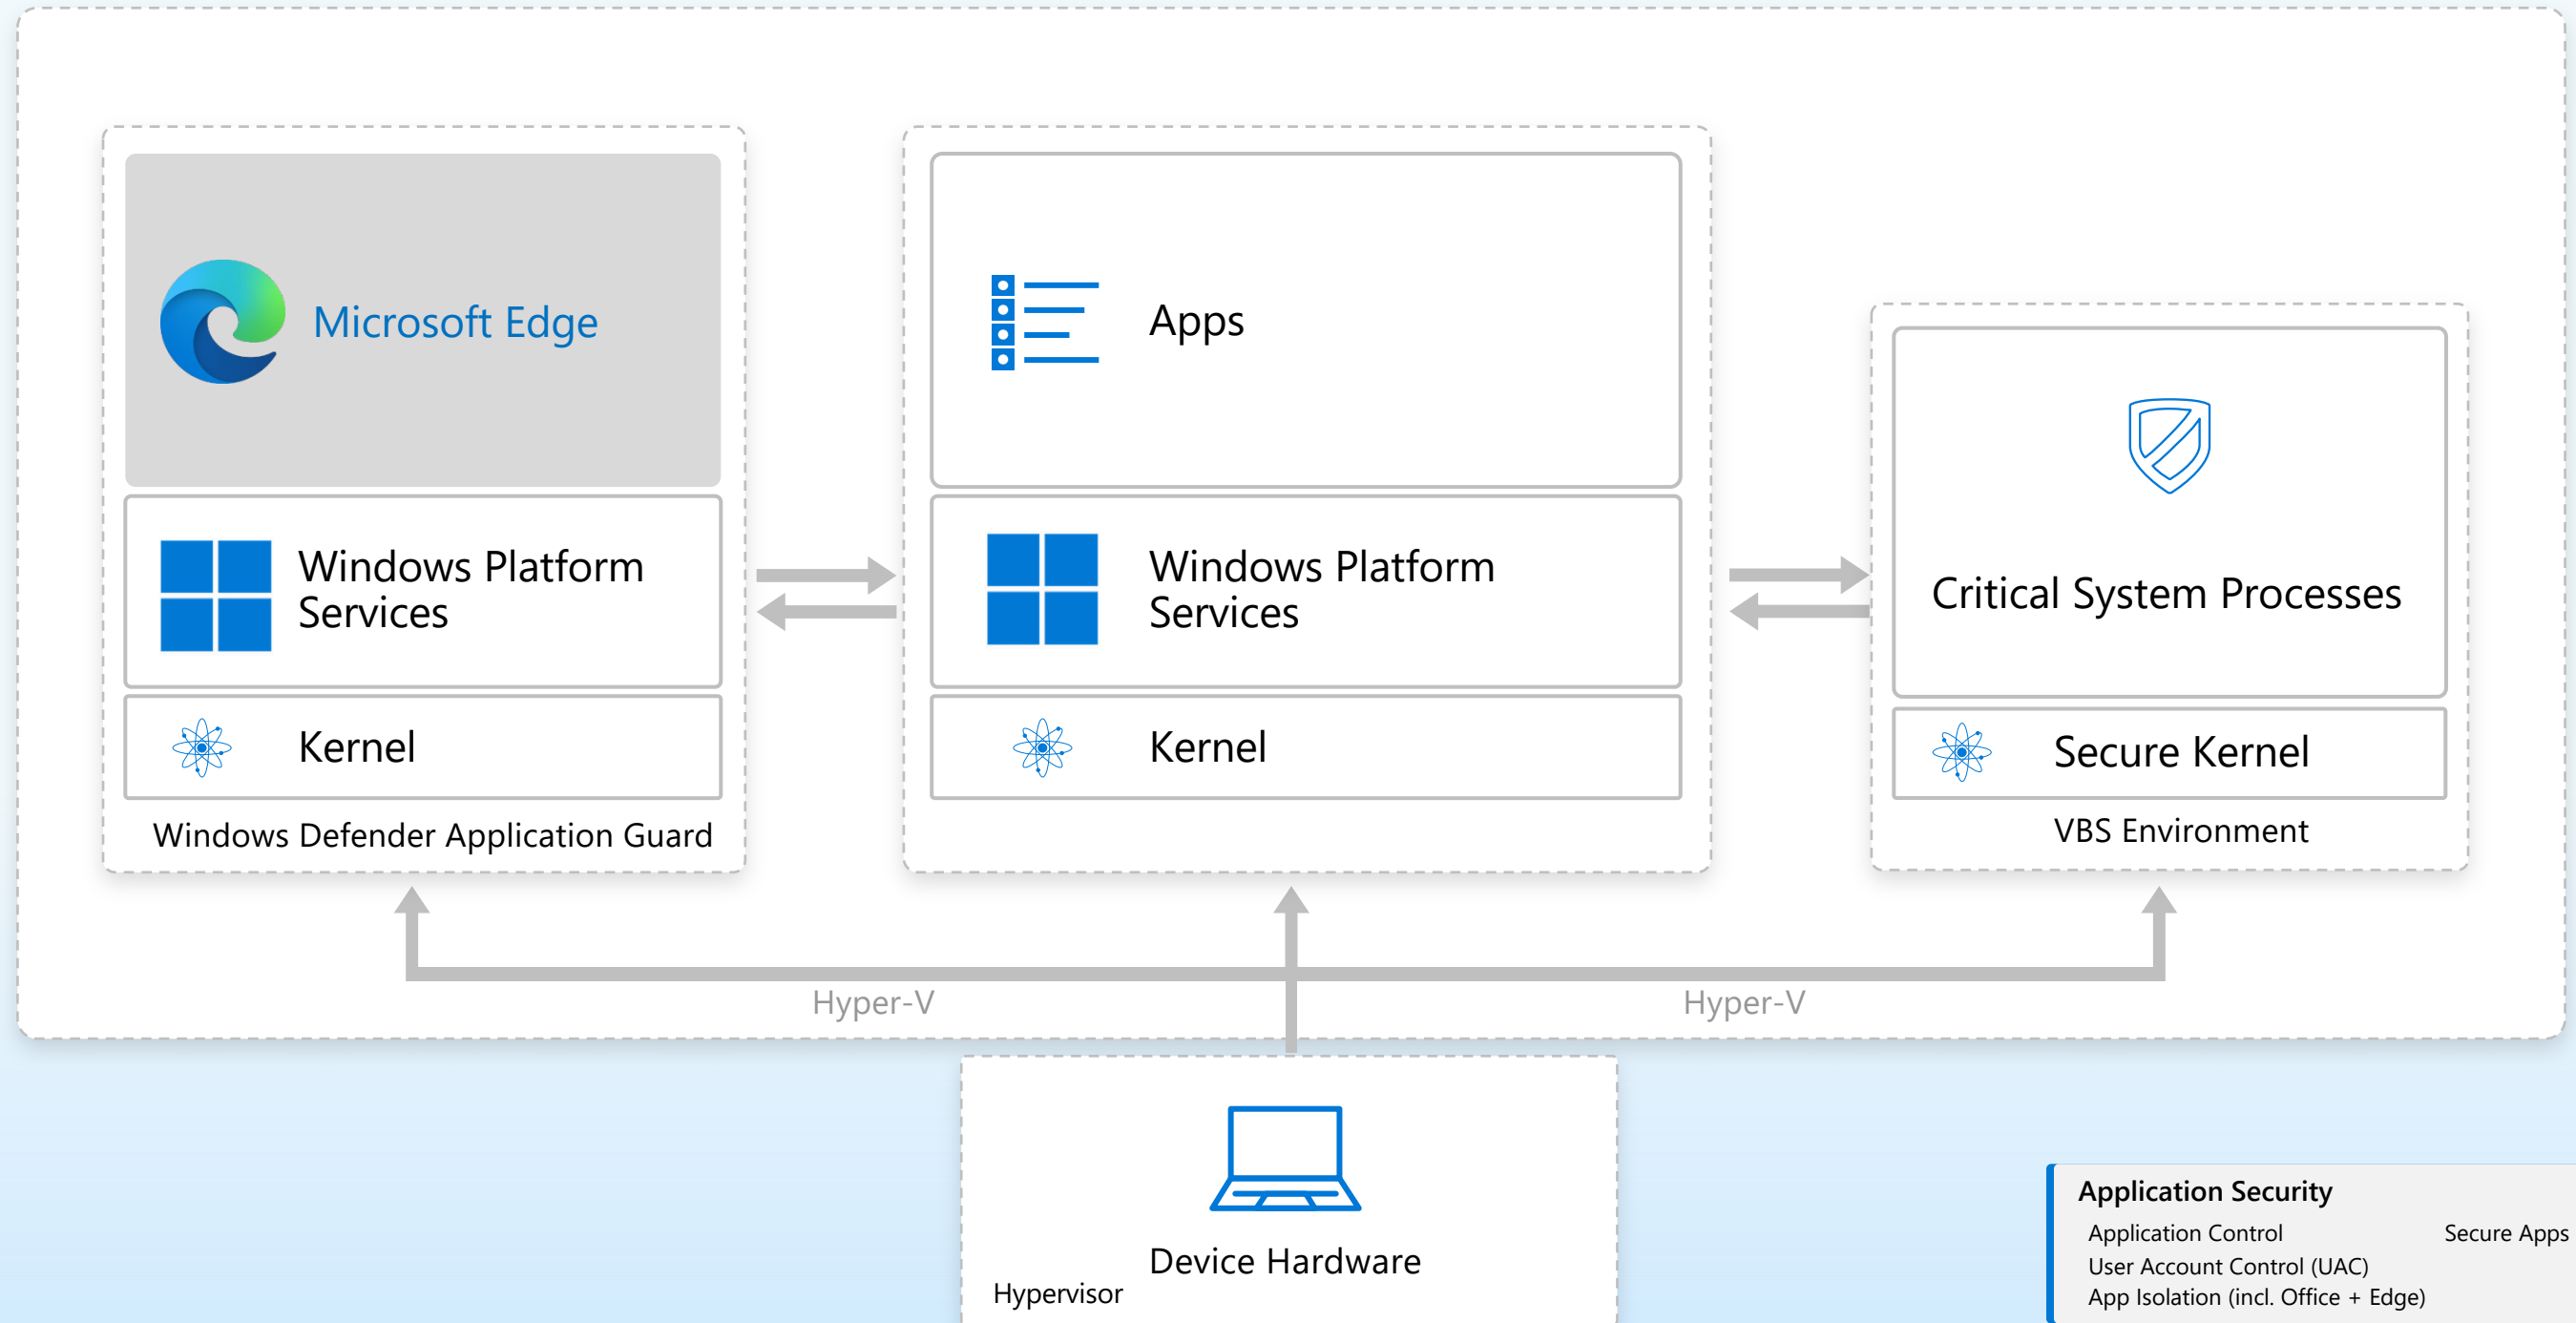 Microsoft Edge
Windows Platform
Services
Kernel
Windows Defender Application Guard
Apps
Windows Platform
Services
Kernel
Critical System Processes
Secure Kernel
VBS Environment
Hyper-V
Hyper-V
Device Hardware
Hypervisor
Application Security
Application Control
Secure Apps
User Account Control (UAC)
App Isolation (incl. Office + Edge)